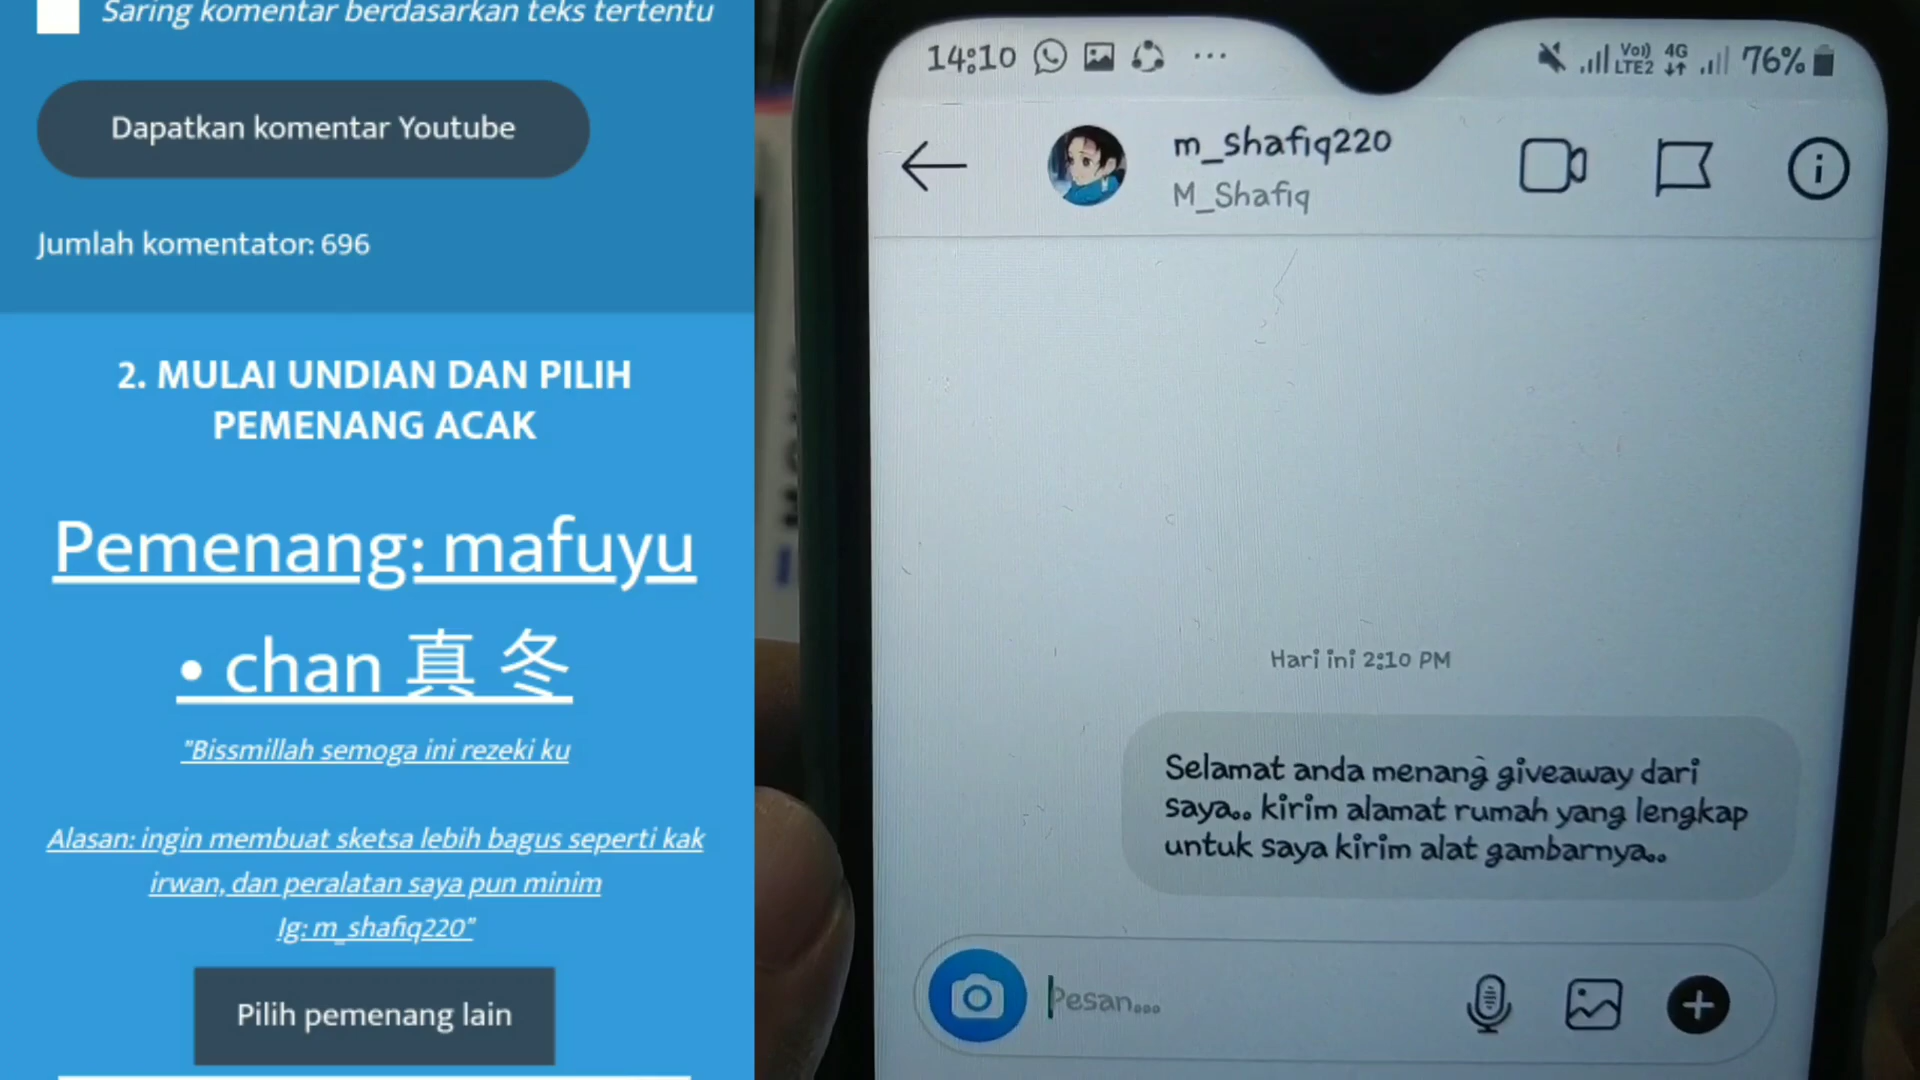 Saring komentar berdasarkan teks tertentu
Dapatkan komentar Youtube
Jumlah komentator: 696
2. MULAI UNDIAN DAN PILIH
PEMENANG ACAK
Pemenang: mafuyu
• chan 真 冬
"Bissmillah semoga ini rezeki ku
Alasan: ingin membuat sketsa lebih bagus seperti kak
irwan, dan peralatan saya pun minim
Ig: m_shafiq220"
Pilih pemenang lain
14:10 ... Vo)) LTE2 4G 76%
m_shafiq220
M_Shafiq
Hari ini 2:10 PM
Selamat anda menang giveaway dari
saya.. kirim alamat rumah yang lengkap
untuk saya kirim alat gambarnya..
Pesan...